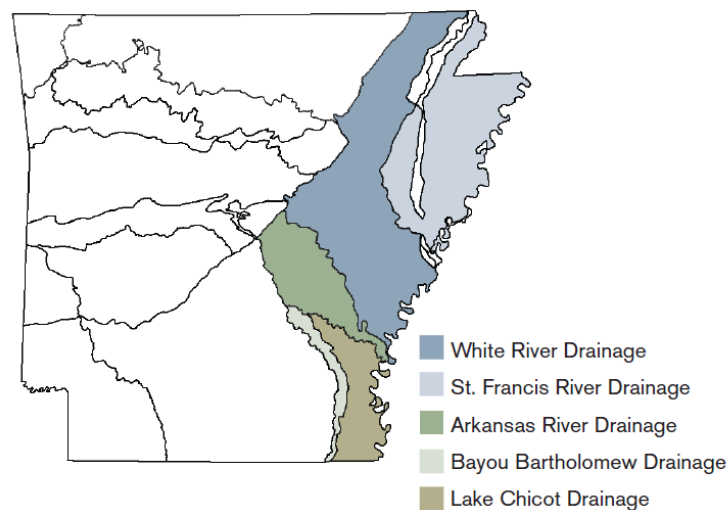 White River Drainage
St. Francis River Drainage
Arkansas River Drainage
Bayou Bartholomew Drainage
Lake Chicot Drainage